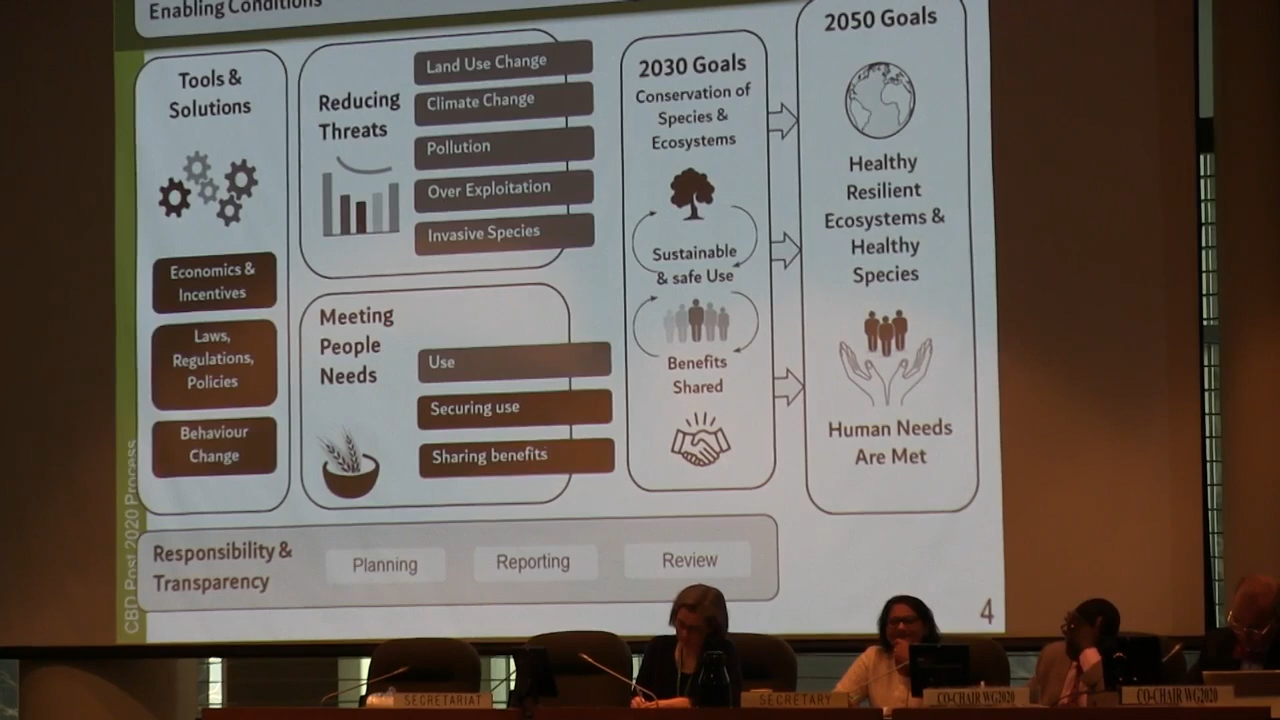 Enabling Conditions
Tools &
Solutions
Economics &
Incentives
Laws,
Regulations,
Policies
Behaviour
Change
Reducing
Threats
Land Use Change
Climate Change
Pollution
Over Exploitation
Invasive Species
Meeting
People
Needs
Use
Securing use
Sharing benefits
2030 Goals
Conservation of
Species &
Ecosystems
Sustainable
& safe Use
Benefits
Shared
2050 Goals
Healthy
Resilient
Ecosystems &
Healthy
Species
Human Needs
Are Met
Responsibility &
Transparency
Planning
Reporting
Review
CBD Post 2020 Process
4
SECRETARIAT
SECRETARY
CO-CHAIR WG2020
CO-CHAIR WG2020